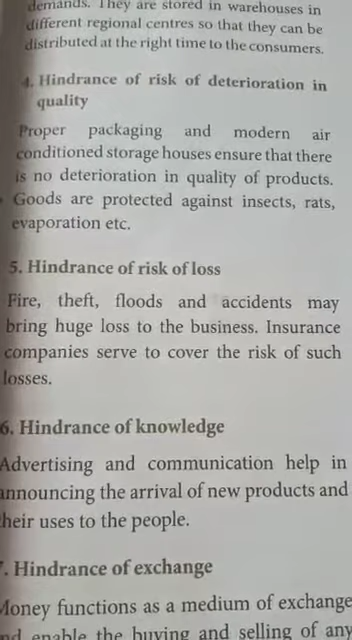 demands. They are stored in warehouses in
different regional centres so that they can be
distributed at the right time to the consumers.
4. Hindrance of risk of deterioration in
quality
Proper packaging and modern air
conditioned storage houses ensure that there
is no deterioration in quality of products.
Goods are protected against insects, rats,
evaporation etc.
5. Hindrance of risk of loss
Fire, theft, floods and accidents may
bring huge loss to the business. Insurance
companies serve to cover the risk of such
losses.
6. Hindrance of knowledge
Advertising and communication help in
announcing the arrival of new products and
their uses to the people.
7. Hindrance of exchange
Money functions as a medium of exchange
and enable the buying and selling of any